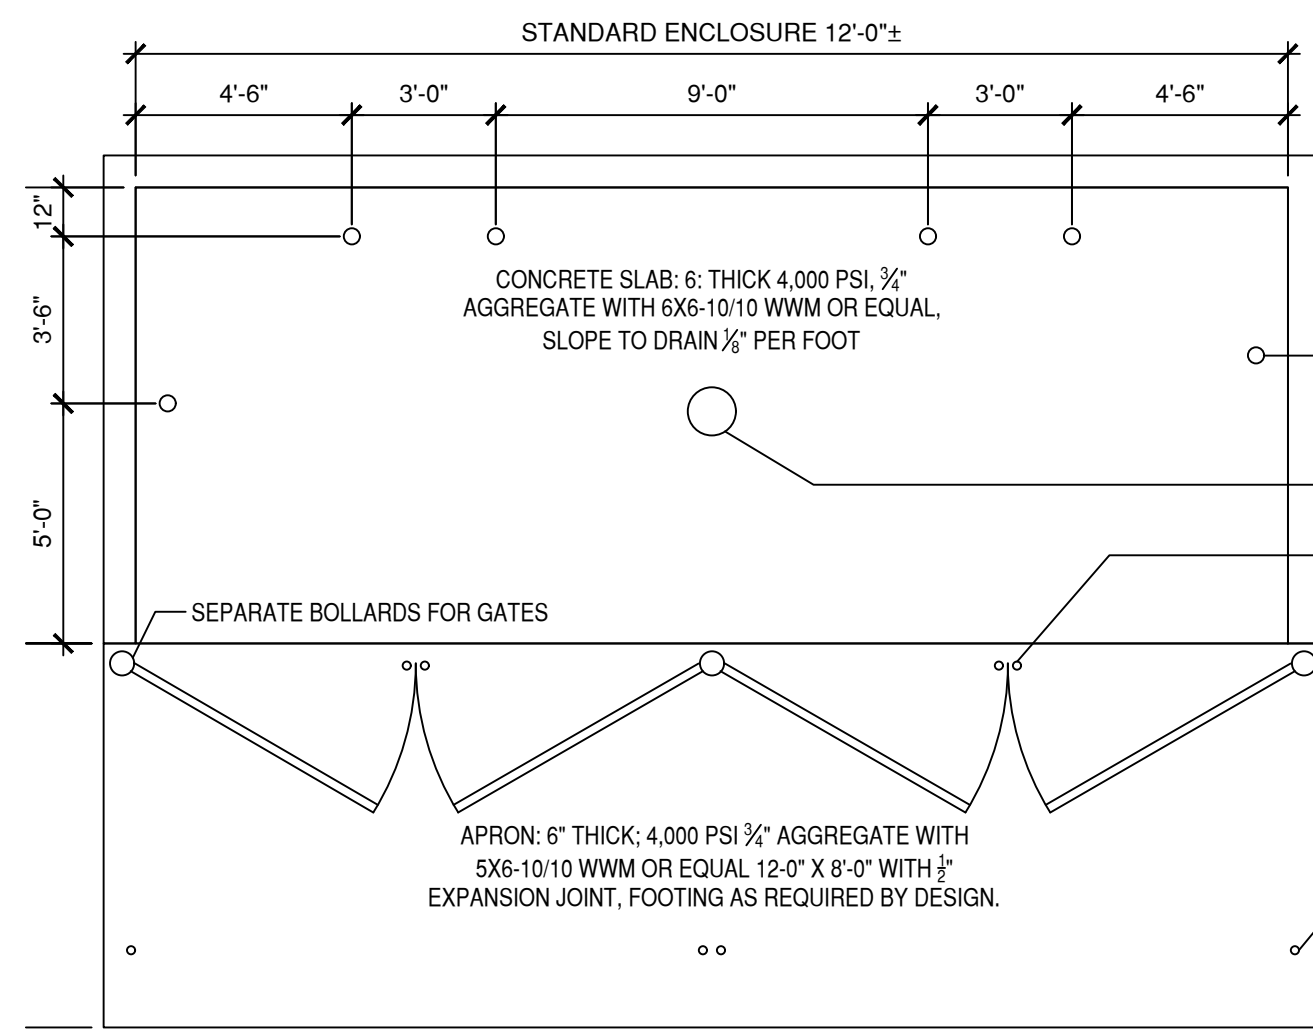 STANDARD ENCLOSURE 12'-0"±
4'-6"
3'-0"
9'-0"
3'-0"
4'-6"
12"
3'-6"
5'-0"
CONCRETE SLAB: 6: THICK 4,000 PSI, ¾"
AGGREGATE WITH 6X6-10/10 WWM OR EQUAL,
SLOPE TO DRAIN ⅛" PER FOOT
SEPARATE BOLLARDS FOR GATES
APRON: 6" THICK; 4,000 PSI ¾" AGGREGATE WITH
5X6-10/10 WWM OR EQUAL 12-0" X 8'-0" WITH ½"
EXPANSION JOINT, FOOTING AS REQUIRED BY DESIGN.